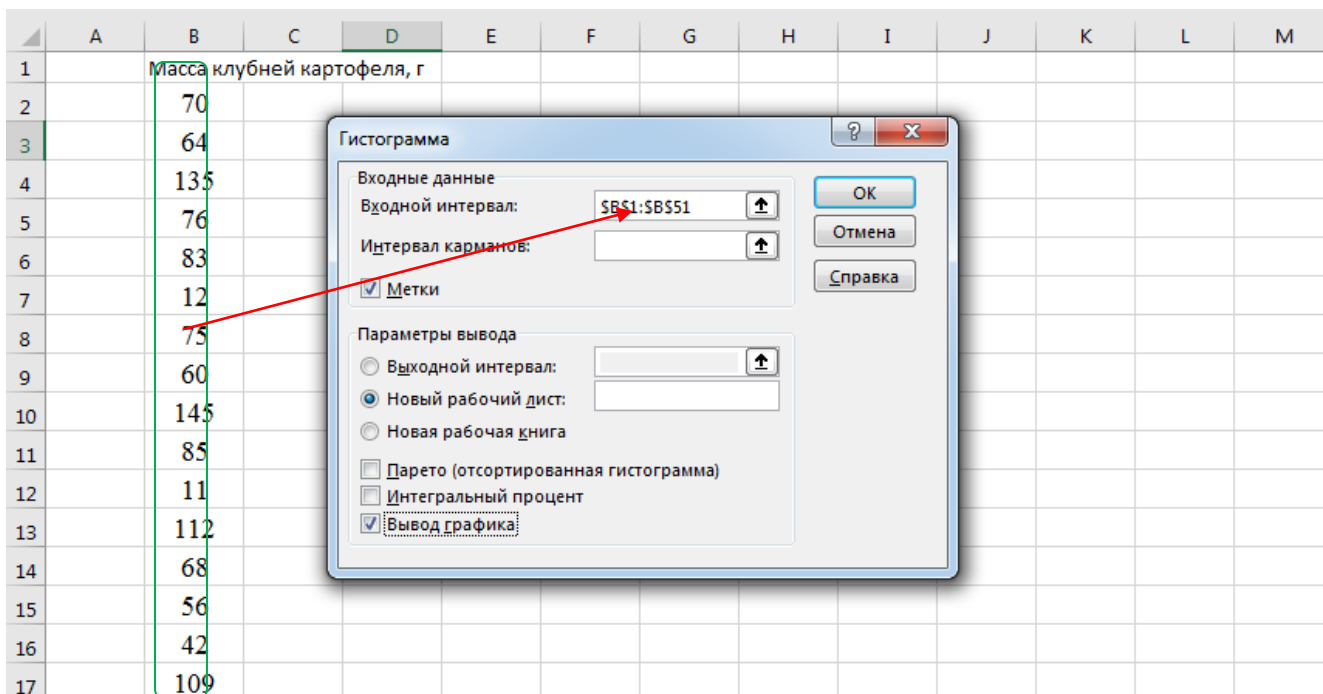 A B C D E F G H I J K L M
1 Масса клубней картофеля, г
2 70
3 64
4 135
5 76
6 83
7 12
8 75
9 60
10 145
11 85
12 11
13 112
14 68
15 56
16 42
17 109
Гистограмма ?
Входные данные
Входной интервал: $B$1:$B$51
Интервал карманов:
Метки
OK
Отмена
Справка
Параметры вывода
Выходной интервал:
Новый рабочий лист:
Новая рабочая книга
Парето (отсортированная гистограмма)
Интегральный процент
Вывод графика